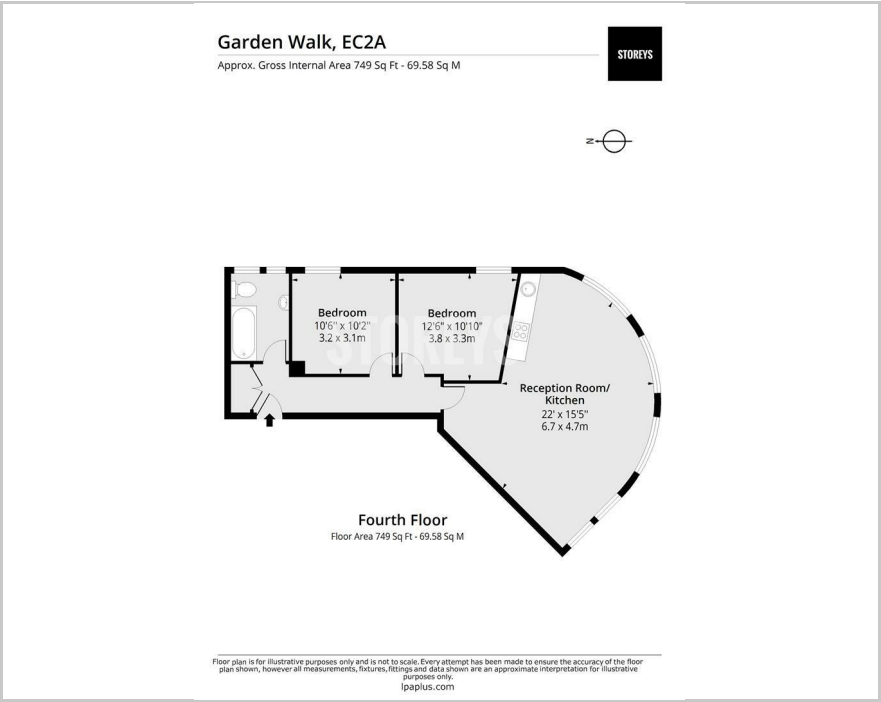 Garden Walk, EC2A
Approx. Gross Internal Area 749 Sq Ft - 69.58 Sq M
STOREYS
N
Bedroom
10'6" x 10'2"
3.2 x 3.1m
Bedroom
12'6" x 10'10"
3.8 x 3.3m
STOREYS
Reception Room/
Kitchen
22' x 15'5"
6.7 x 4.7m
Fourth Floor
Floor Area 749 Sq Ft - 69.58 Sq M
Floor plan is for illustrative purposes only and is not to scale. Every attempt has been made to ensure the accuracy of the floor
plan shown, however all measurements, fixtures, fittings and data shown are an approximate interpretation for illustrative
purposes only.
lpaplus.com